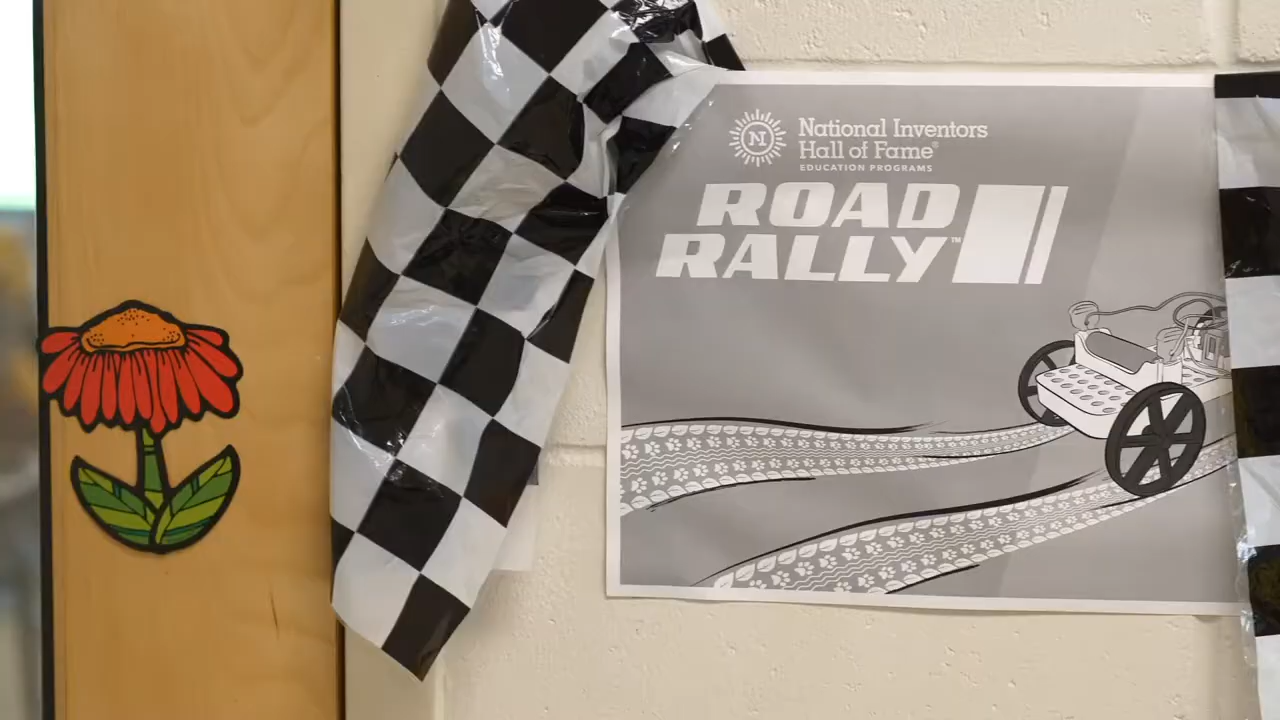 N
National Inventors
Hall of Fame®
EDUCATION PROGRAMS
ROAD
RALLY™